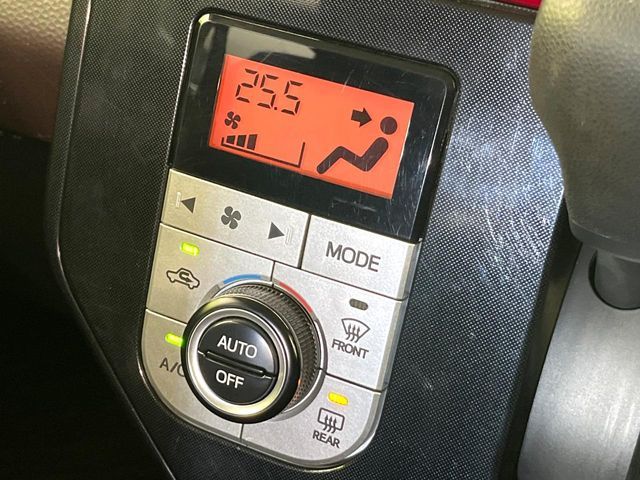 25.5
MODE
FRONT
AUTO
OFF
A/C
REAR